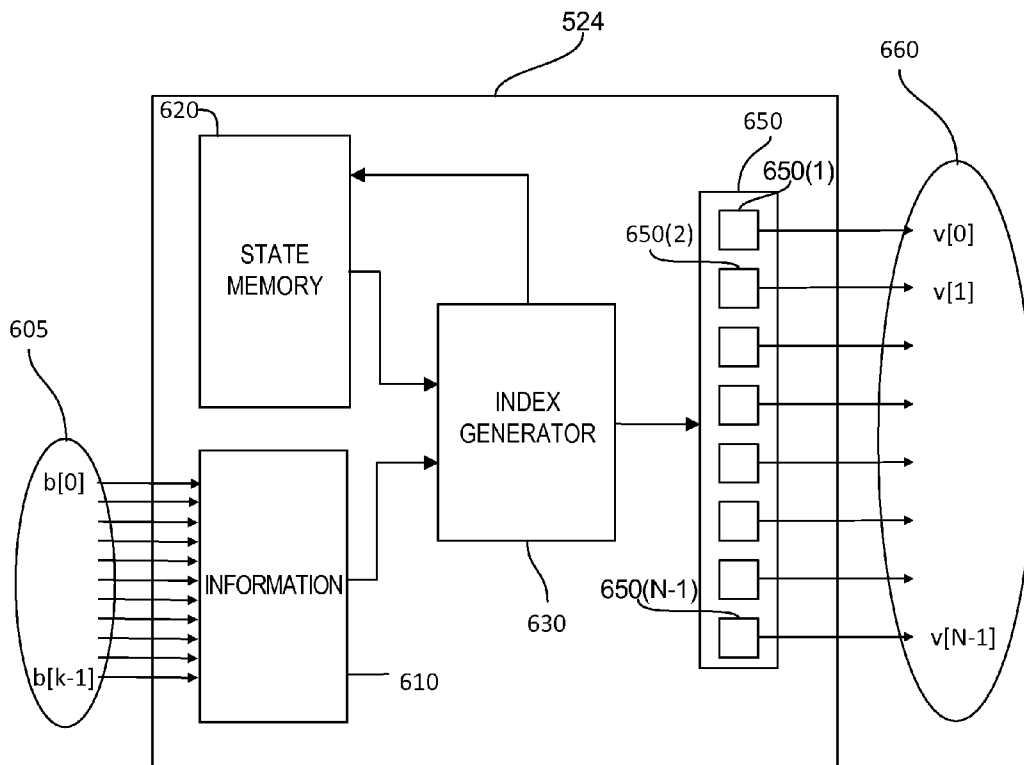 524
660
620
650
650(1)
STATE
MEMORY
650(2)
v[0]
v[1]
605
INDEX
GENERATOR
b[0]
INFORMATION
650(N-1)
630
v[N-1]
b[k-1]
610